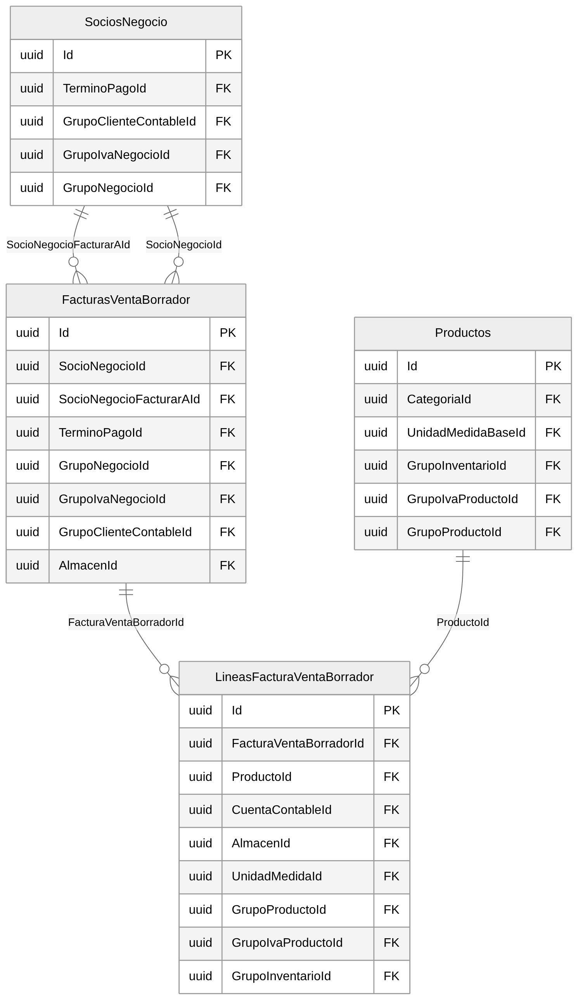 SociosNegocio
uuid Id PK
uuid TerminoPagoId FK
uuid GrupoClienteContableId FK
uuid GrupoIvaNegocioId FK
uuid GrupoNegocioId FK
SocioNegocioFacturarAId
SocioNegocioId
FacturasVentaBorrador
uuid Id PK
uuid SocioNegocioId FK
uuid SocioNegocioFacturarAId FK
uuid TerminoPagoId FK
uuid GrupoNegocioId FK
uuid GrupoIvaNegocioId FK
uuid GrupoClienteContableId FK
uuid AlmacenId FK
Productos
uuid Id PK
uuid CategoriaId FK
uuid UnidadMedidaBaseId FK
uuid GrupoInventarioId FK
uuid GrupoIvaProductoId FK
uuid GrupoProductoId FK
FacturaVentaBorradorId
ProductoId
LineasFacturaVentaBorrador
uuid Id PK
uuid FacturaVentaBorradorId FK
uuid ProductoId FK
uuid CuentaContableId FK
uuid AlmacenId FK
uuid UnidadMedidaId FK
uuid GrupoProductoId FK
uuid GrupoIvaProductoId FK
uuid GrupoInventarioId FK